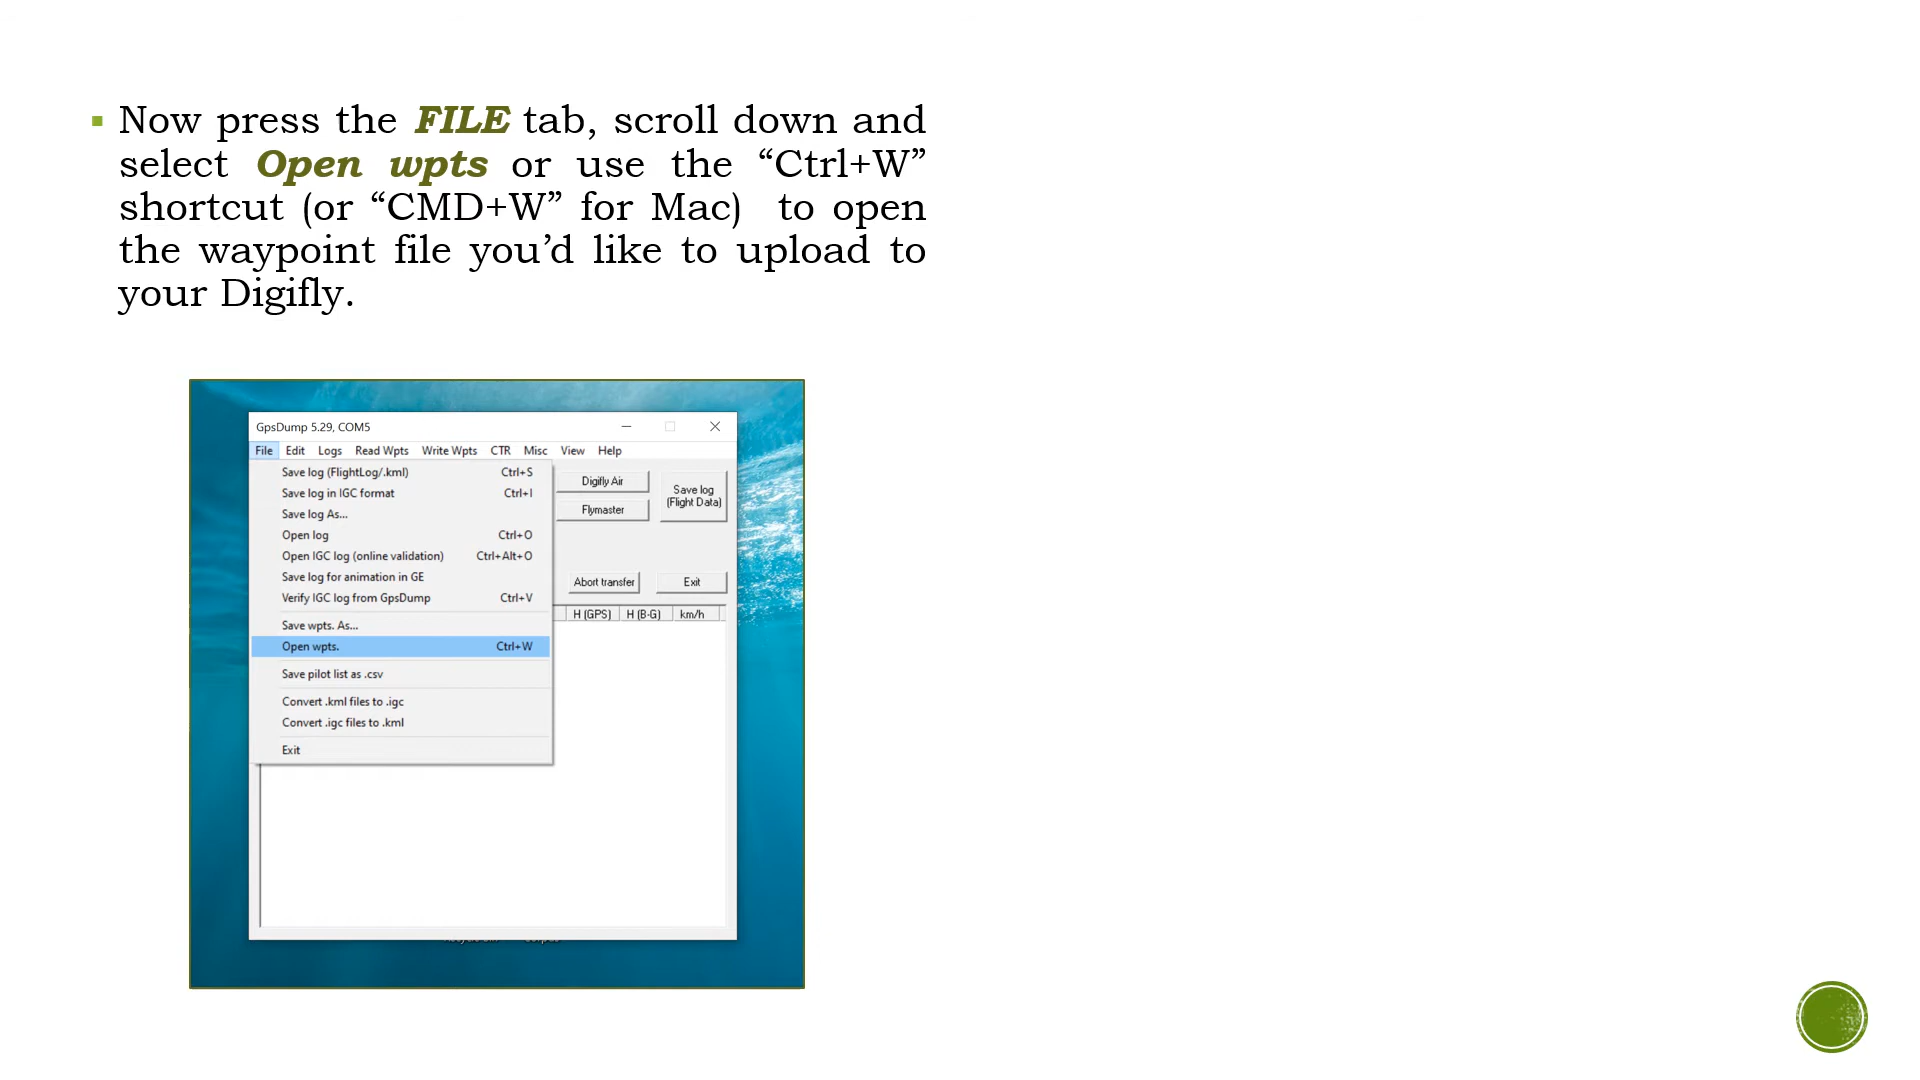 Now press the FILE tab, scroll down and
select Open wpts or use the “Ctrl+W”
shortcut (or “CMD+W” for Mac) to open
the waypoint file you’d like to upload to
your Digifly.
GpsDump 5.29, COM5
File Edit Logs Read Wpts Write Wpts CTR Misc View Help
Save log (FlightLog/.kml) Ctrl+S
Save log in IGC format Ctrl+I
Save log As...
Open log Ctrl+O
Open IGC log (online validation) Ctrl+Alt+O
Save log for animation in GE
Verify IGC log from GpsDump Ctrl+V
Save wpts. As...
Open wpts. Ctrl+W
Save pilot list as .csv
Convert .kml files to .igc
Convert .igc files to .kml
Exit
Digifly Air
Flymaster
Save log
(Flight Data)
Abort transfer Exit
H (GPS) H (B-G) km/h